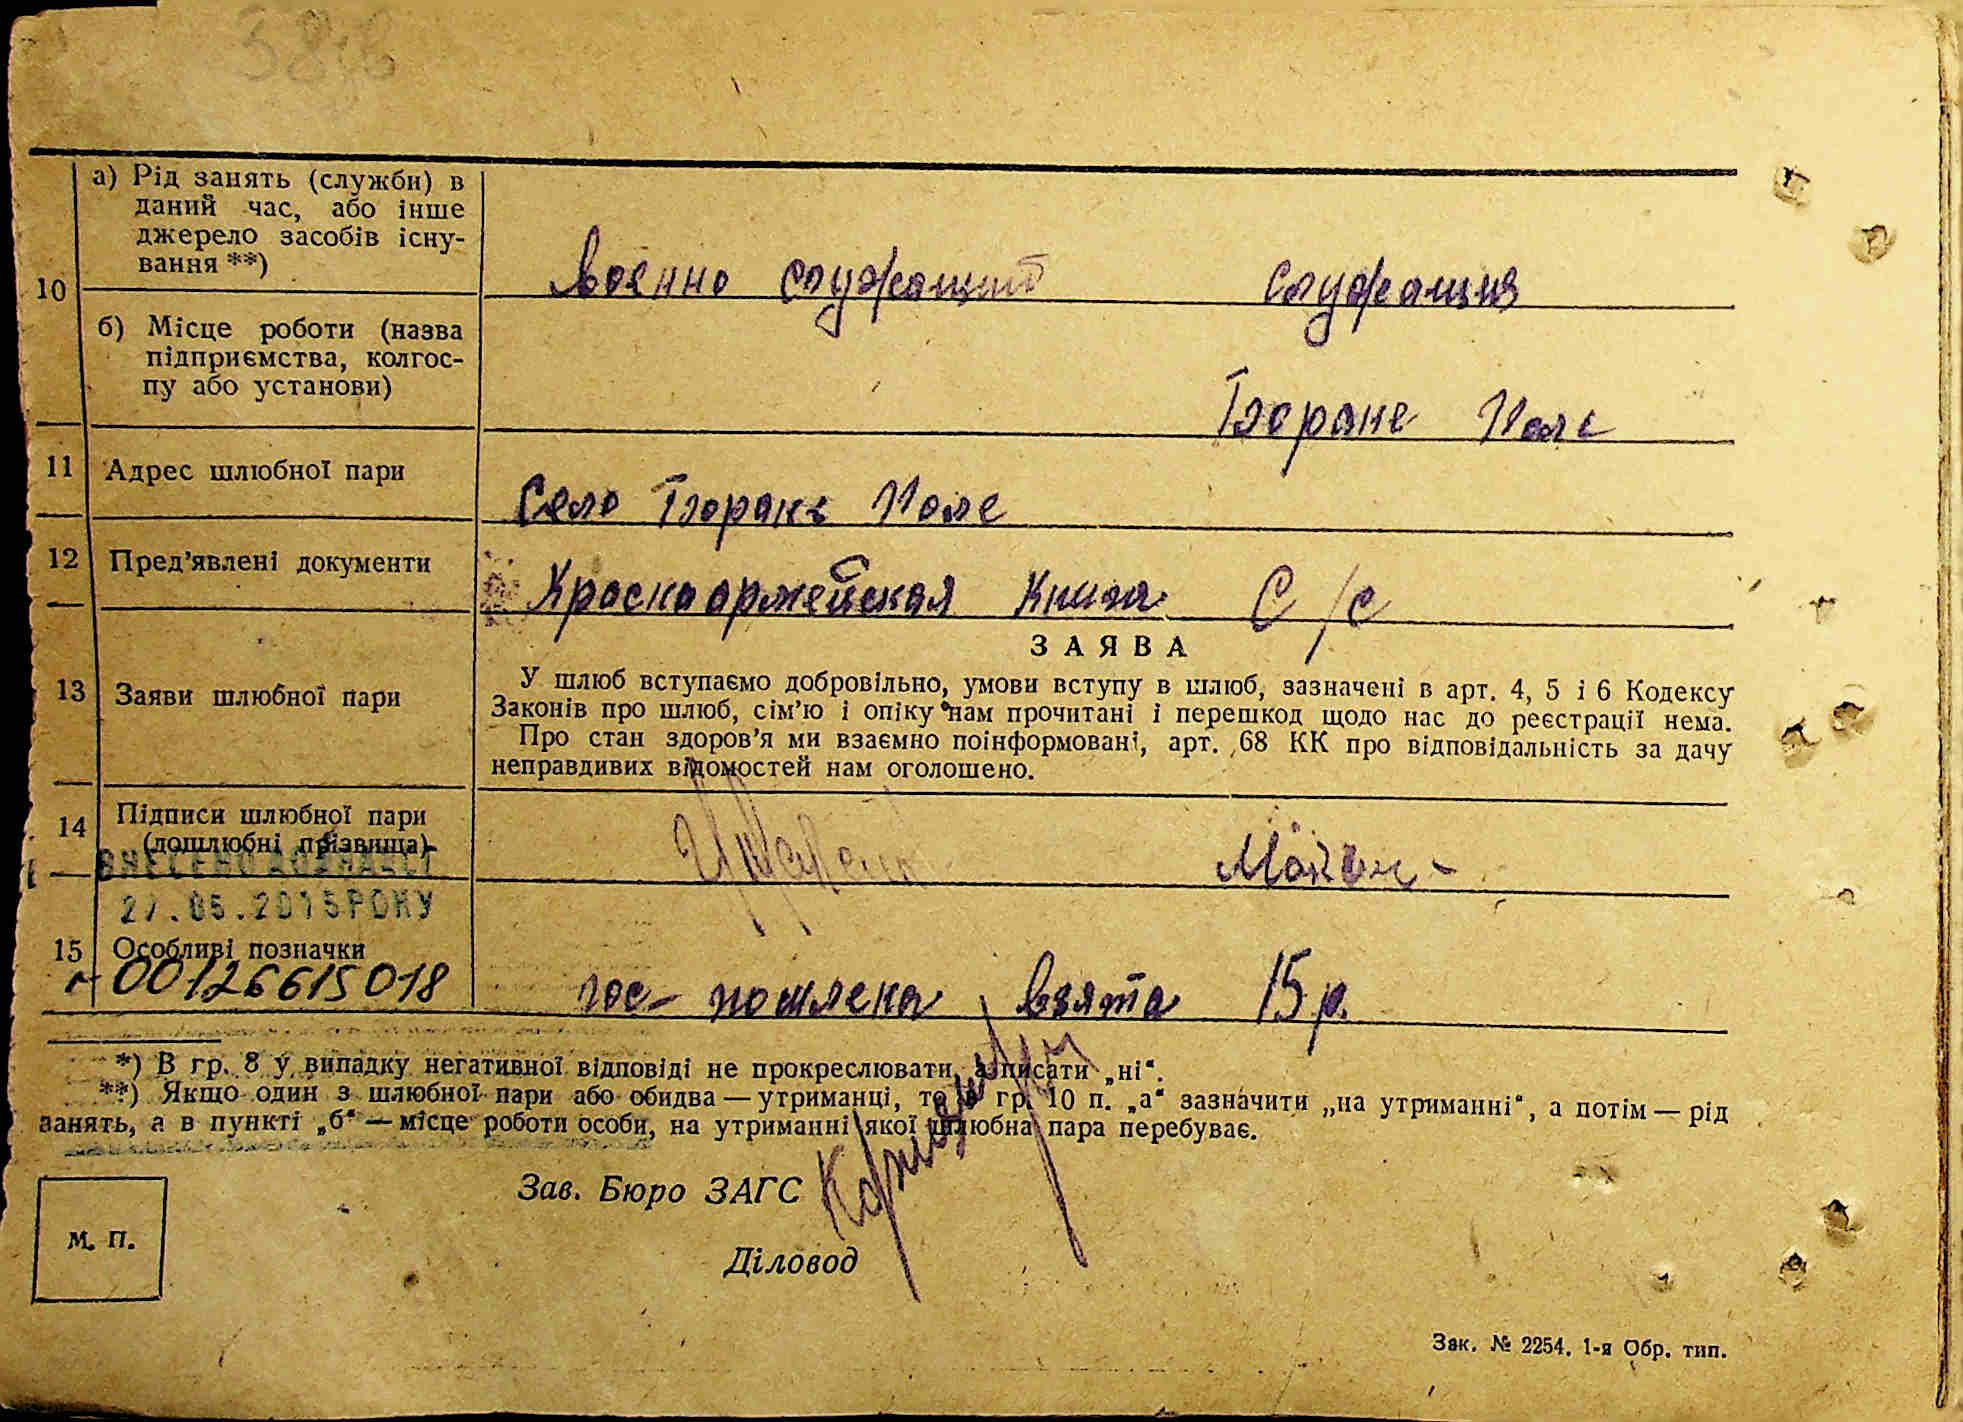 10
а) Рід занять (служби) в
даний час, або інше
джерело засобів існу-
вання **)
Военно служащий служащия
б) Місце роботи (назва
підприємства, колгос-
пу або установи)
Поле
11 Адрес шлюбної пари
Село Поле
12 Пред'явлені документи
Красноормейская Книга С/с
ЗАЯВА
13 Заяви шлюбної пари
У шлюб вступаємо добровільно, умови вступу в шлюб, зазначені в арт. 4, 5 і 6 Кодексу
Законів про шлюб, сім'ю і опіку нам прочитані і перешкод щодо нас до реєстрації нема.
Про стан здоров'я ми взаємно поінформовані, арт. 68 КК про відповідальність за дачу
неправдивих відомостей нам оголошено.
14 Підписи шлюбної пари
(дошлюбні прізвища)
ВНЕСЕНО ДО
27.05.2015РОКУ
15 Особливі позначки
00126615018
гос- пошлена взята 15 р.
*) В гр. 8 у випадку негативної відповіді не прокреслювати, а писати „ні“.
**) Якщо один з шлюбної пари або обидва — утриманці, то в гр. 10 п. „а“ зазначити „на утриманні“, а потім — рід
занять, а в пункті „б“ — місце роботи особи, на утриманні якої шлюбна пара перебуває.
Зав. Бюро ЗАГС
М. П.
Діловод
Зак. № 2254. 1-я Обр. тип.